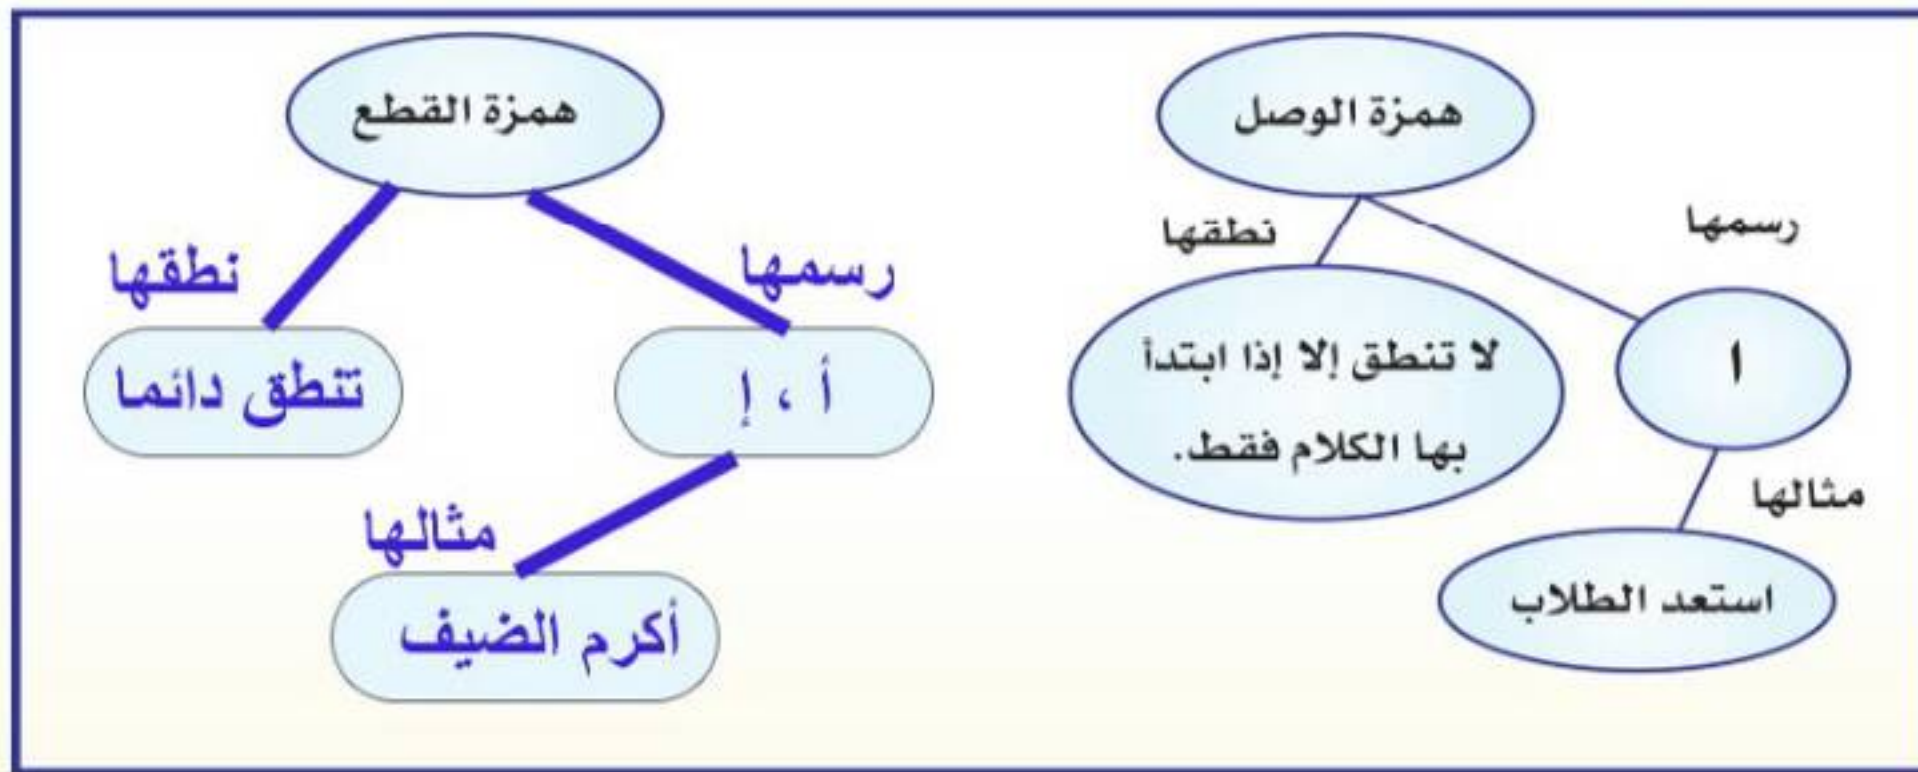 همزة الوصل
رسمها
نطقها
ا
لا تنطق إلا إذا ابتدأ
بها الكلام فقط.
مثالها
استعد الطلاب
همزة القطع
رسمها
نطقها
أ ، إ
تنطق دائما
مثالها
أكرم الضيف